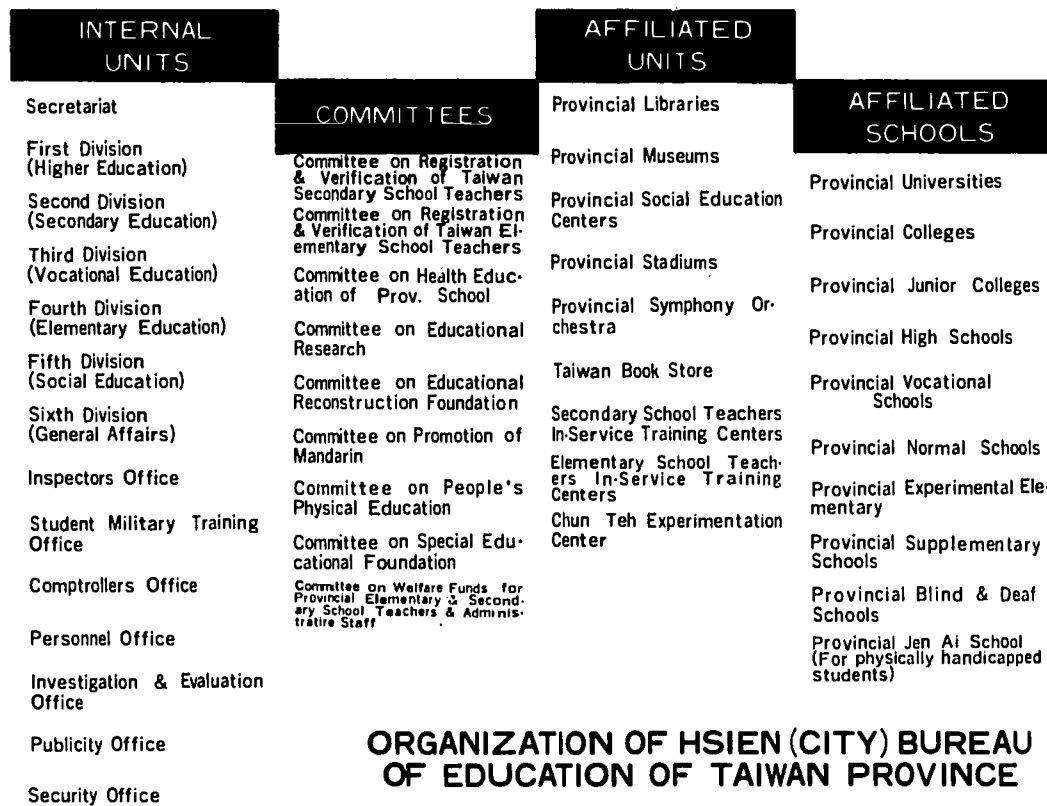 INTERNAL
UNITS
Secretariat
First Division
(Higher Education)
Second Division
(Secondary Education)
Third Division
(Vocational Education)
Fourth Division
(Elementary Education)
Fifth Division
(Social Education)
Sixth Division
(General Affairs)
Inspectors Office
Student Military Training
Office
Comptrollers Office
Personnel Office
Investigation & Evaluation
Office
Publicity Office
Security Office
COMMITTEES
Committee on Registration
& Verification of Taiwan
Secondary School Teachers
Committee on Registration
& Verification of Taiwan El-
ementary School Teachers
Committee on Health Educ-
ation of Prov. School
Committee on Educational
Research
Committee on Educational
Reconstruction Foundation
Committee on Promotion of
Mandarin
Committee on People's
Physical Education
Committee on Special Edu-
cational Foundation
Committee on Welfare Funds for
Provincial Elementary & Second-
ary School Teachers & Adminis-
tratire Staff
AFFILIATED
UNITS
Provincial Libraries
Provincial Museums
Provincial Social Education
Centers
Provincial Stadiums
Provincial Symphony Or-
chestra
Taiwan Book Store
Secondary School Teachers
In-Service Training Centers
Elementary School Teach-
ers In-Service Training
Centers
Chun Teh Experimentation
Center
AFFILIATED
SCHOOLS
Provincial Universities
Provincial Colleges
Provincial Junior Colleges
Provincial High Schools
Provincial Vocational
Schools
Provincial Normal Schools
Provincial Experimental Ele-
mentary
Provincial Supplementary
Schools
Provincial Blind & Deaf
Schools
Provincial Jen Ai School
(For physically handicapped
students)
ORGANIZATION OF HSIEN (CITY) BUREAU
OF EDUCATION OF TAIWAN PROVINCE